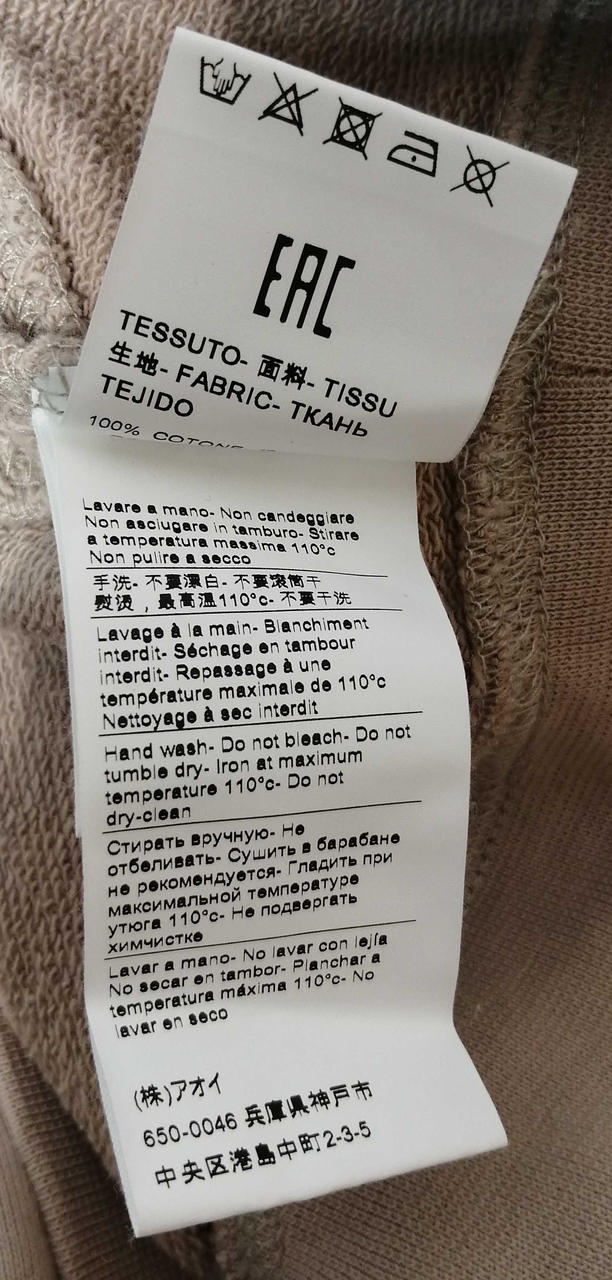 EAC
TESSUTO- 面料- TISSU
生地- FABRIC- ТКАНЬ
TEJIDO
100% COTONE
Lavare a mano- Non candeggiare
Non asciugare in tamburo- Stirare
a temperatura massima 110°c
Non pulire a secco
手洗- 不要漂白- 不要滚筒干
熨烫，最高温110°c- 不要干洗
Lavage à la main- Blanchiment
interdit- Séchage en tambour
interdit- Repassage à une
température maximale de 110°c
Nettoyage à sec interdit
Hand wash- Do not bleach- Do not
tumble dry- Iron at maximum
temperature 110°c- Do not
dry-clean
Стирать вручную- Не
отбеливать- Сушить в барабане
не рекомендуется- Гладить при
максимальной температуре
утюга 110°c- Не подвергать
химчистке
Lavar a mano- No lavar con lejía
No secar en tambor- Planchar a
temperatura máxima 110°c- No
lavar en seco
(株)アオイ
650-0046 兵庫県神戸市
中央区港島中町2-3-5